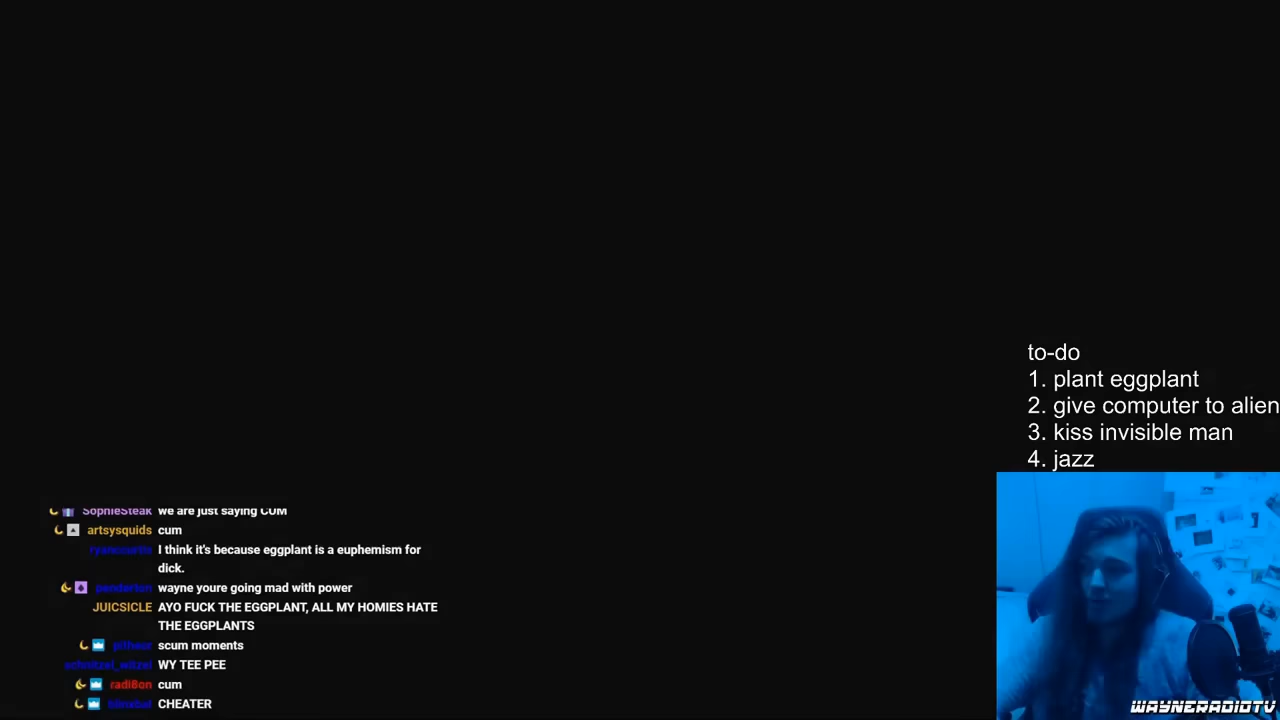 to-do
1. plant eggplant
2. give computer to alien
3. kiss invisible man
4. jazz
SophieSteak we are just saying CUM
artsysquids cum
I think it's because eggplant is a euphemism for
dick.
wayne youre going mad with power
JUICSICLE AYO FUCK THE EGGPLANT, ALL MY HOMIES HATE
THE EGGPLANTS
scum moments
schnitzel_witzel WY TEE PEE
radi8on cum
CHEATER
WAYNERADIOTV